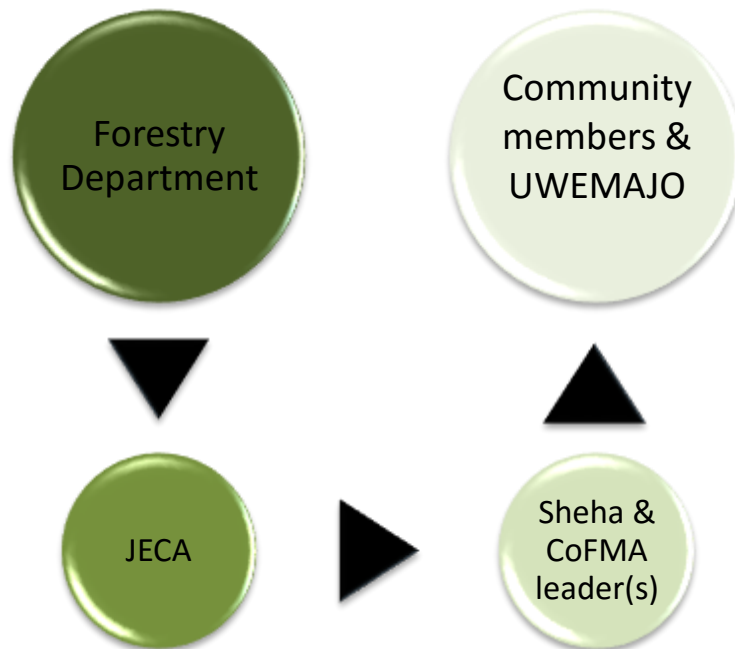 Forestry
Department
Community
members &
UWEMAJO
JECA
Sheha &
CoFMA
leader(s)